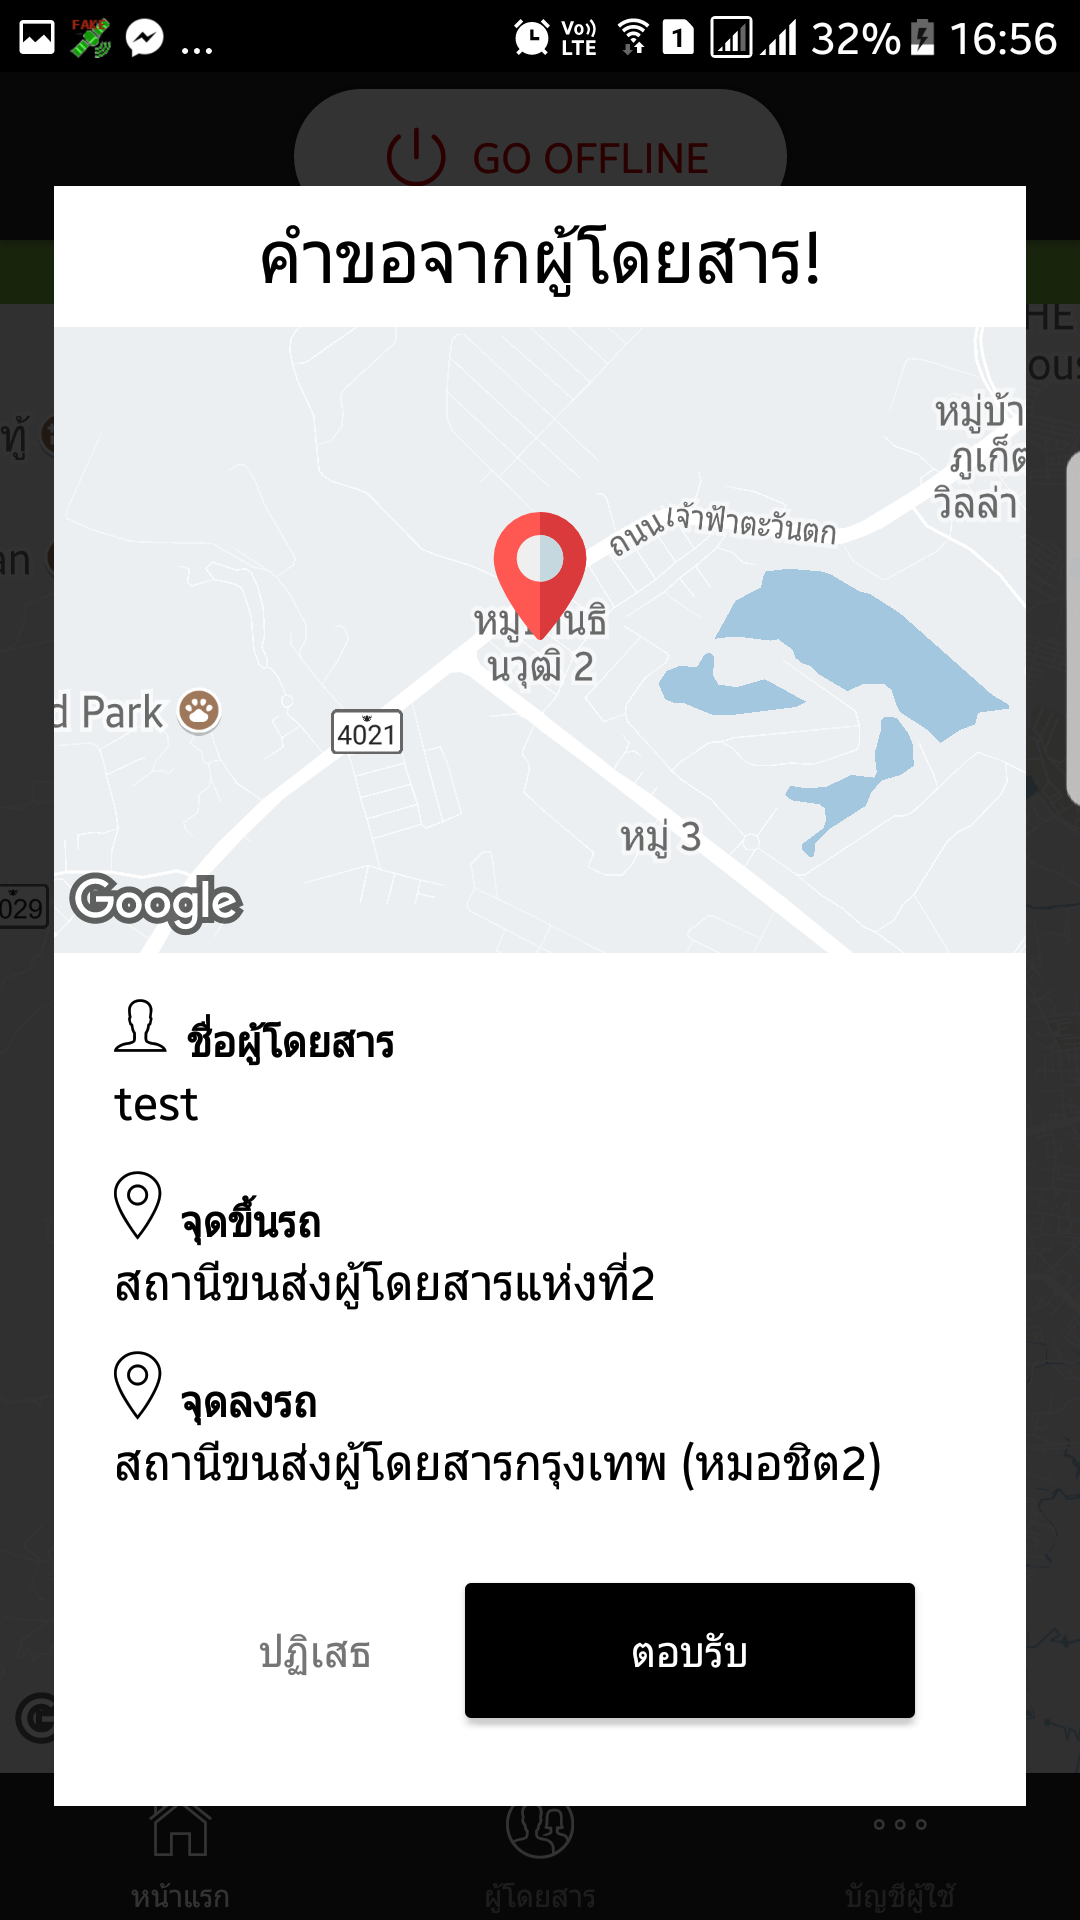 FAKE
... Vo)) LTE 1 32% 16:56
GO OFFLINE
คำขอจากผู้โดยสาร!
หมู่บ้า
ภูเก็ต
วิลล่า
ถนนเจ้าฟ้าตะวันตก
นวุฒิ 2
d Park
4021
หมู่ 3
Google
029
ชื่อผู้โดยสาร
test
จุดขึ้นรถ
สถานีขนส่งผู้โดยสารแห่งที่2
จุดลงรถ
สถานีขนส่งผู้โดยสารกรุงเทพ (หมอชิต2)
ปฏิเสธ ตอบรับ
หน้าแรก ผู้โดยสาร บัญชีผู้ใช้